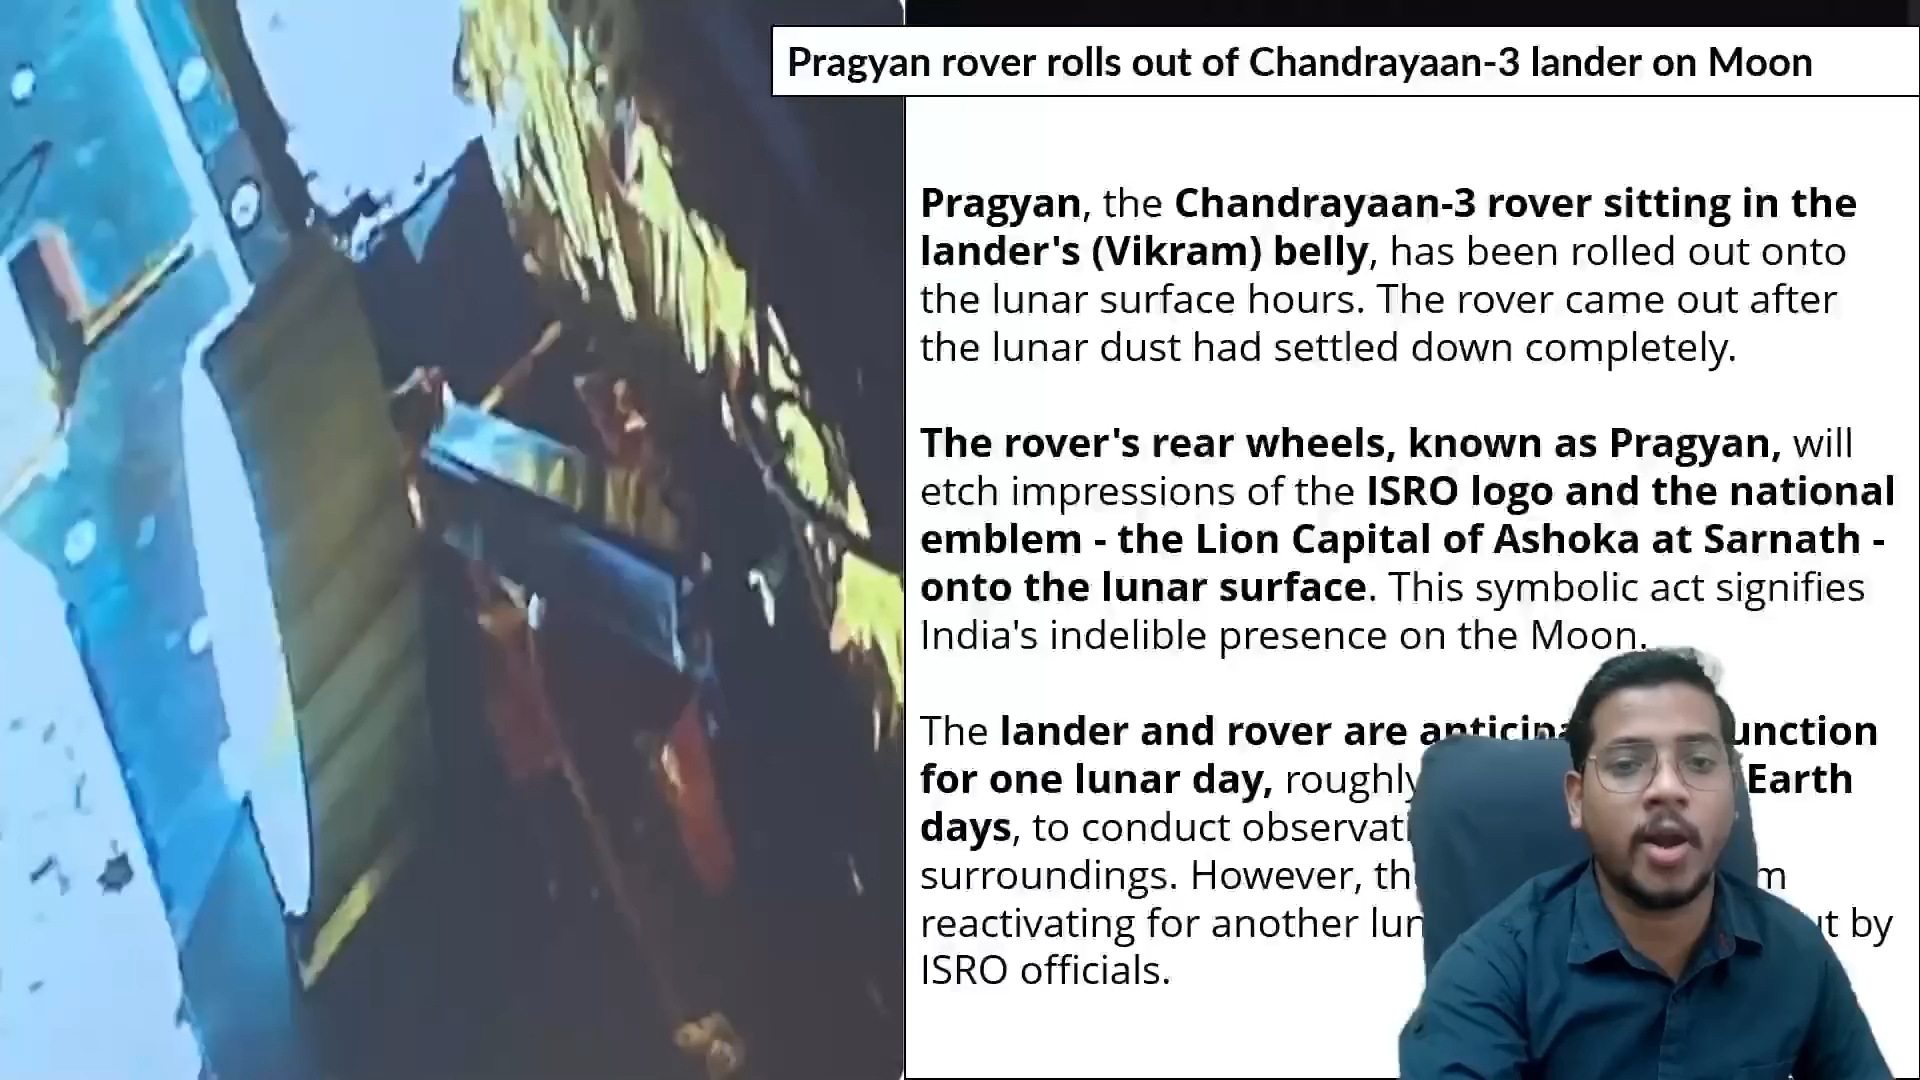 Pragyan rover rolls out of Chandrayaan-3 lander on Moon
Pragyan, the Chandrayaan-3 rover sitting in the
lander's (Vikram) belly, has been rolled out onto
the lunar surface hours. The rover came out after
the lunar dust had settled down completely.
The rover's rear wheels, known as Pragyan, will
etch impressions of the ISRO logo and the national
emblem - the Lion Capital of Ashoka at Sarnath -
onto the lunar surface. This symbolic act signifies
India's indelible presence on the Moon.
The lander and rover are
for one lunar day, roughly Earth
days, to conduct
surroundings. However,
reactivating for another by
ISRO officials.